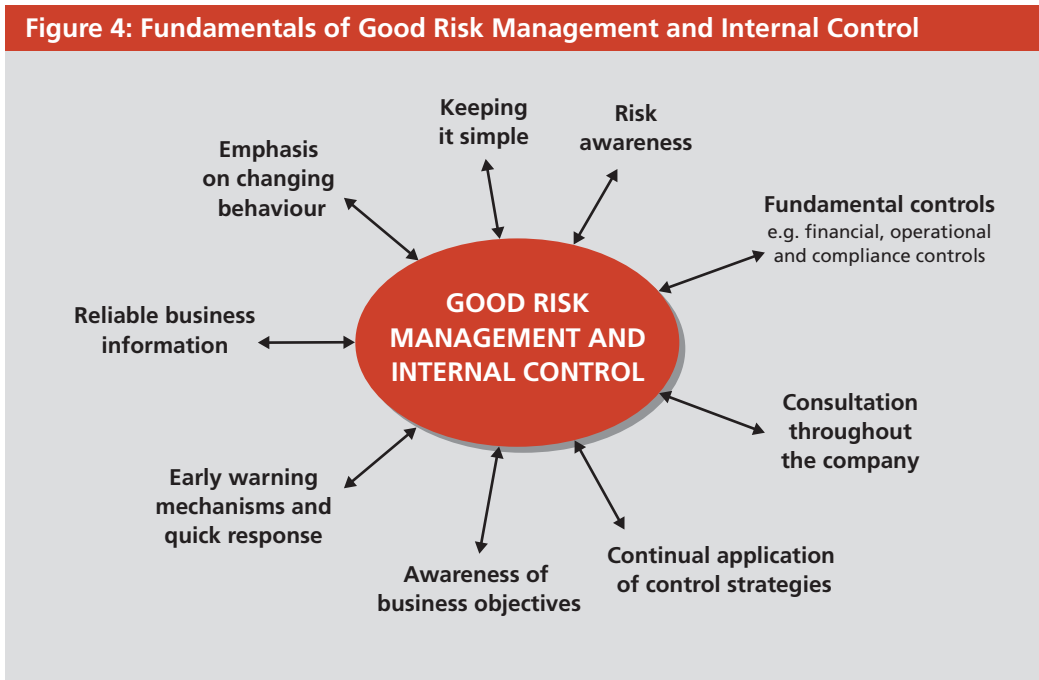 Figure 4: Fundamentals of Good Risk Management and Internal Control
Keeping
it simple
Risk
awareness
Emphasis
on changing
behaviour
Fundamental controls
e.g. financial, operational
and compliance controls
Reliable business
information
GOOD RISK
MANAGEMENT AND
INTERNAL CONTROL
Consultation
throughout
the company
Early warning
mechanisms and
quick response
Awareness of
business objectives
Continual application
of control strategies